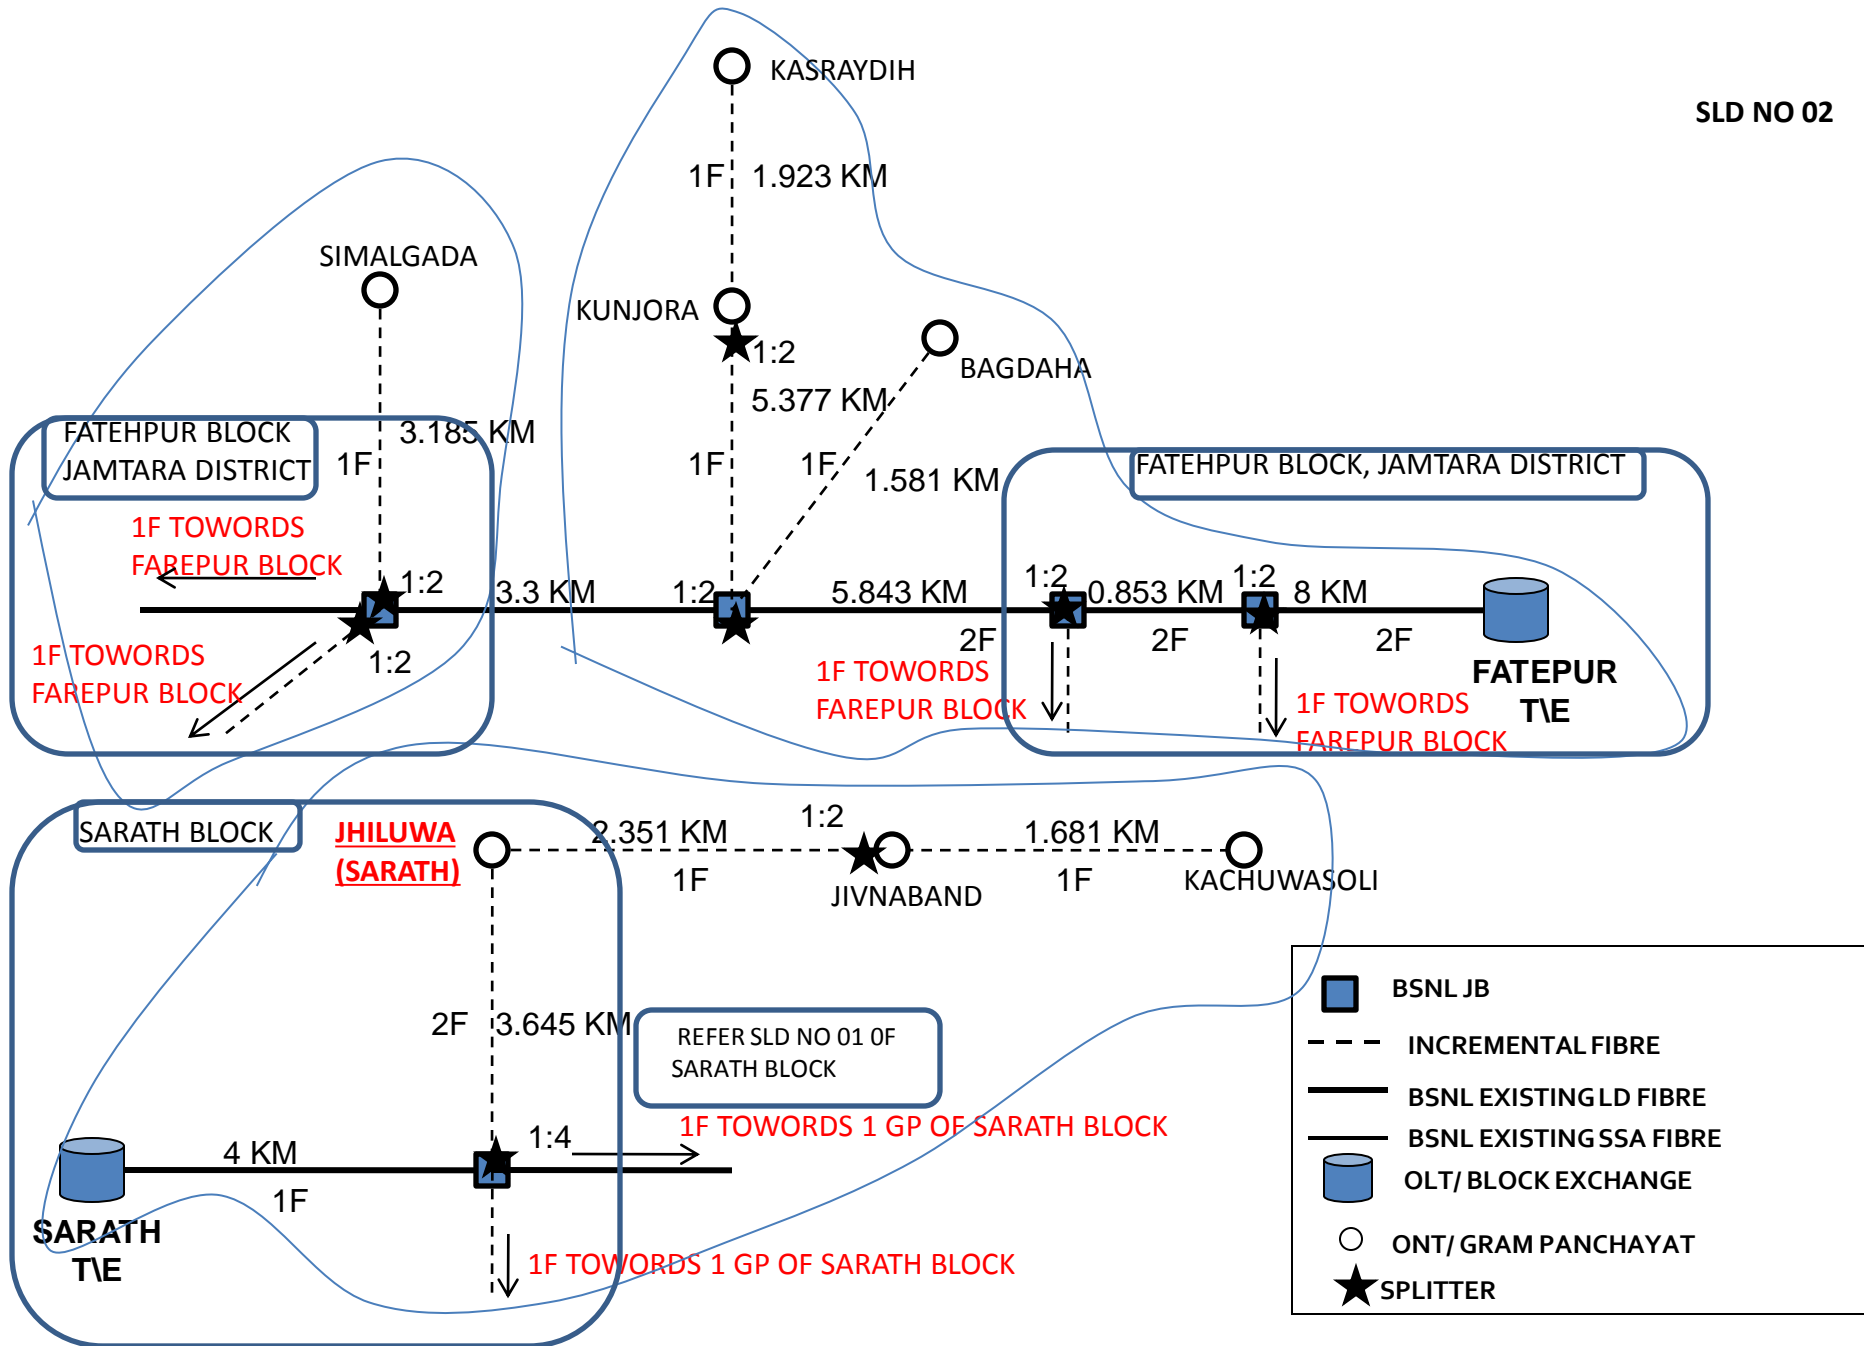 KASRAYDIH
SLD NO 02
1F
1.923 KM
SIMALGADA
KUNJORA
1:2
BAGDAHA
5.377 KM
3.185 KM
1F
1F
1F
1.581 KM
FATEHPUR BLOCK
JAMTARA DISTRICT
FATEHPUR BLOCK, JAMTARA DISTRICT
1F TOWORDS
FAREPUR BLOCK
1:2
3.3 KM
1:2
5.843 KM
1:2
0.853 KM
1:2
8 KM
2F
2F
2F
1:2
1F TOWORDS
FAREPUR BLOCK
1F TOWORDS
FAREPUR BLOCK
1F TOWORDS
FAREPUR BLOCK
FATEPUR
T\E
SARATH BLOCK
JHILUWA
(SARATH)
2.351 KM
1F
1:2
JIVNABAND
1.681 KM
1F
KACHUWASOLI
2F
3.645 KM
REFER SLD NO 01 0F
SARATH BLOCK
1F TOWORDS 1 GP OF SARATH BLOCK
4 KM
1F
1:4
SARATH
T\E
1F TOWORDS 1 GP OF SARATH BLOCK
BSNL JB
INCREMENTAL FIBRE
BSNL EXISTING LD FIBRE
BSNL EXISTING SSA FIBRE
OLT/ BLOCK EXCHANGE
ONT/ GRAM PANCHAYAT
SPLITTER